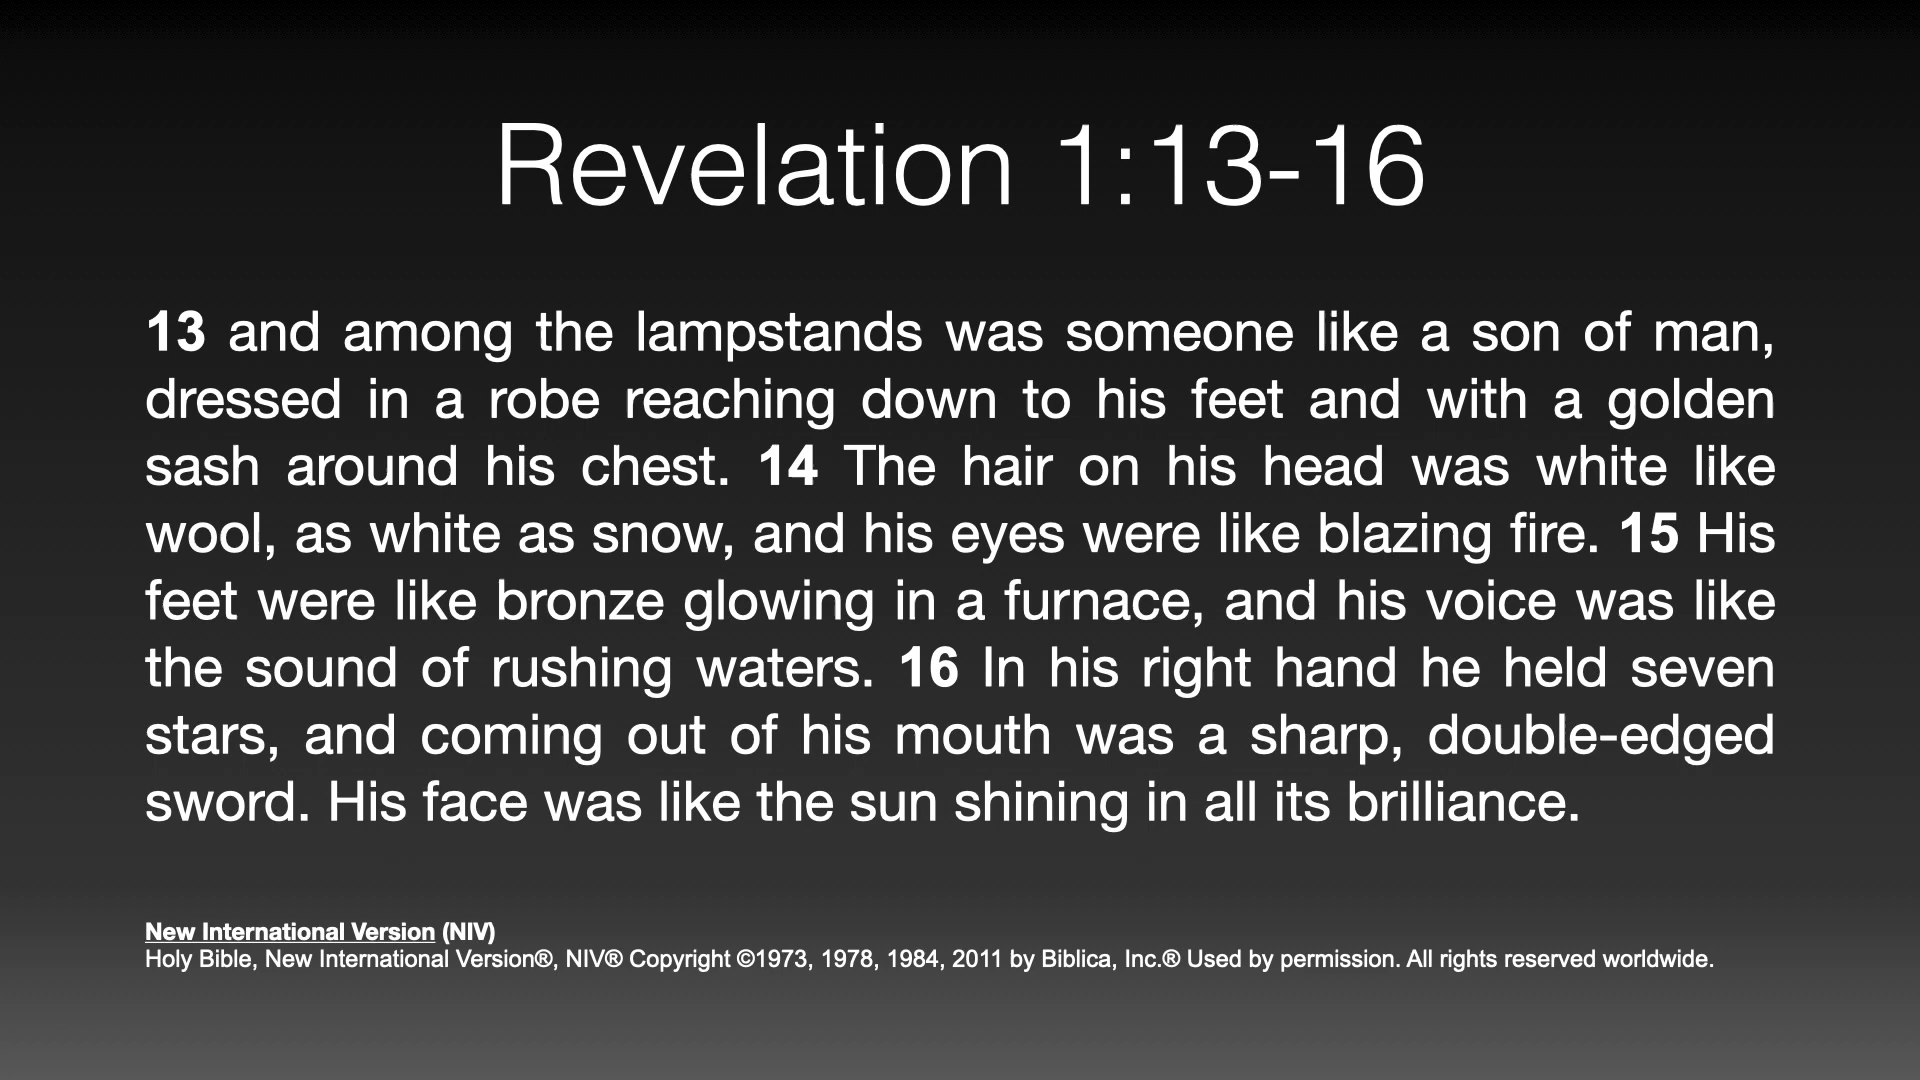 Revelation 1:13-16
13 and among the lampstands was someone like a son of man,
dressed in a robe reaching down to his feet and with a golden
sash around his chest. 14 The hair on his head was white like
wool, as white as snow, and his eyes were like blazing fire. 15 His
feet were like bronze glowing in a furnace, and his voice was like
the sound of rushing waters. 16 In his right hand he held seven
stars, and coming out of his mouth was a sharp, double-edged
sword. His face was like the sun shining in all its brilliance.
New International Version (NIV)
Holy Bible, New International Version®, NIV® Copyright ©1973, 1978, 1984, 2011 by Biblica, Inc.® Used by permission. All rights reserved worldwide.